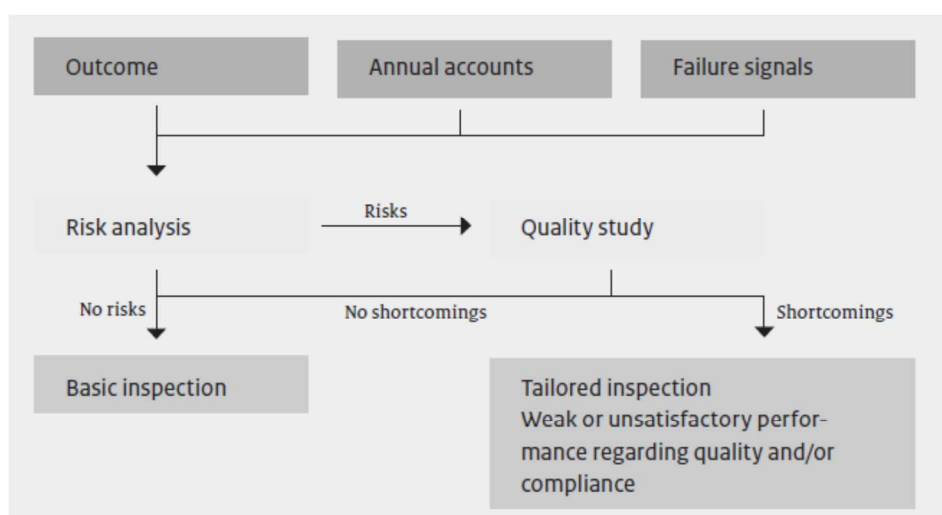 Outcome
Annual accounts
Failure signals
Risk analysis
Risks
Quality study
No risks
No shortcomings
Shortcomings
Basic inspection
Tailored inspection
Weak or unsatisfactory perfor-
mance regarding quality and/or
compliance